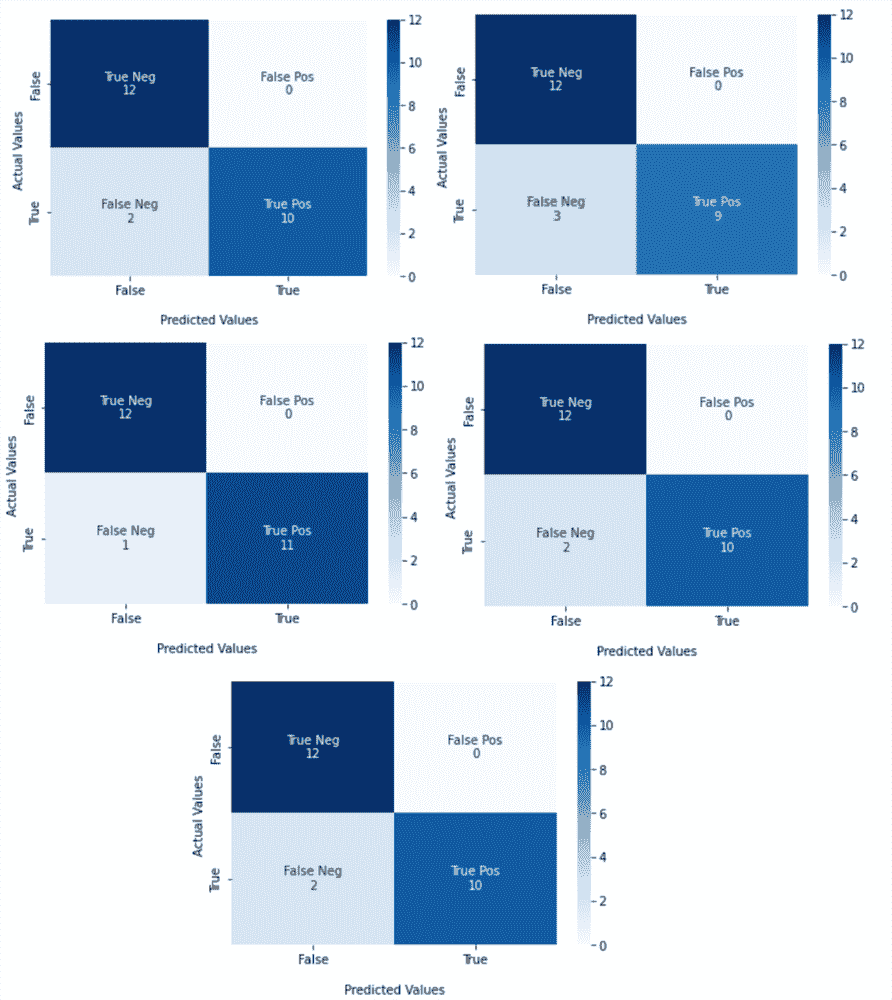 True Neg
12
False Pos
0
False Neg
2
True Pos
10
False
True
Actual Values
False
True
Predicted Values
12
10
8
6
4
2
0
True Neg
12
False Pos
0
False Neg
3
True Pos
9
False
True
Actual Values
False
True
Predicted Values
12
10
8
6
4
2
0
True Neg
12
False Pos
0
False Neg
1
True Pos
11
False
True
Actual Values
False
True
Predicted Values
12
10
8
6
4
2
0
True Neg
12
False Pos
0
False Neg
2
True Pos
10
False
True
Actual Values
False
True
Predicted Values
12
10
8
6
4
2
0
True Neg
12
False Pos
0
False Neg
2
True Pos
10
False
True
Actual Values
False
True
Predicted Values
12
10
8
6
4
2
0